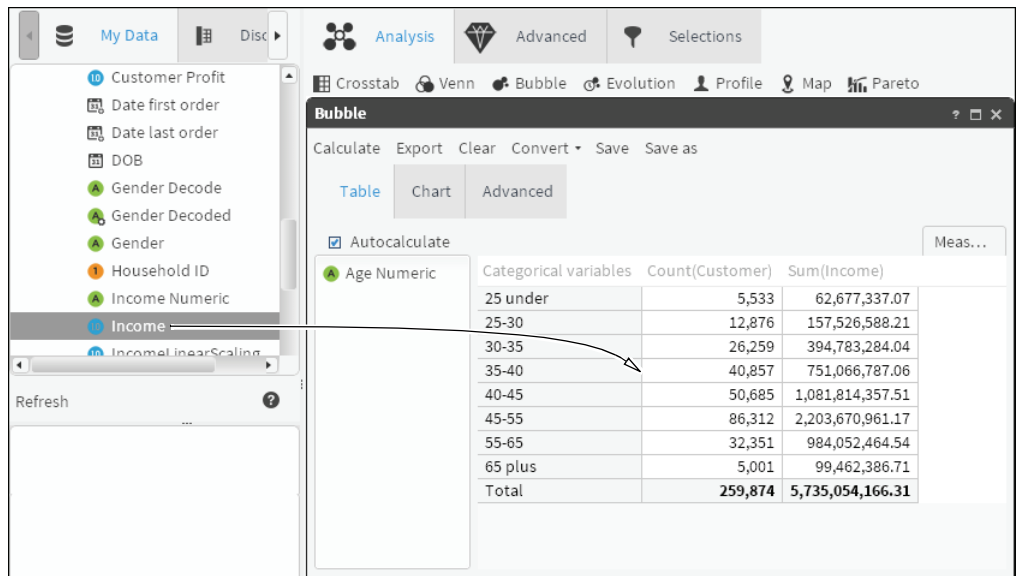 My Data Disc Analysis Advanced Selections
Customer Profit
Date first order
Date last order
DOB
Gender Decode
Gender Decoded
Gender
Household ID
Income Numeric
Income
IncomeLinearScaling
Refresh
Crosstab Venn Bubble Evolution Profile Map Pareto
Bubble
Calculate Export Clear Convert Save Save as
Table Chart Advanced
Autocalculate Meas...
Age Numeric
Categorical variables Count(Customer) Sum(Income)
25 under 5,533 62,677,337.07
25-30 12,876 157,526,588.21
30-35 26,259 394,783,284.04
35-40 40,857 751,066,787.06
40-45 50,685 1,081,814,357.51
45-55 86,312 2,203,670,961.17
55-65 32,351 984,052,464.54
65 plus 5,001 99,462,386.71
Total 259,874 5,735,054,166.31